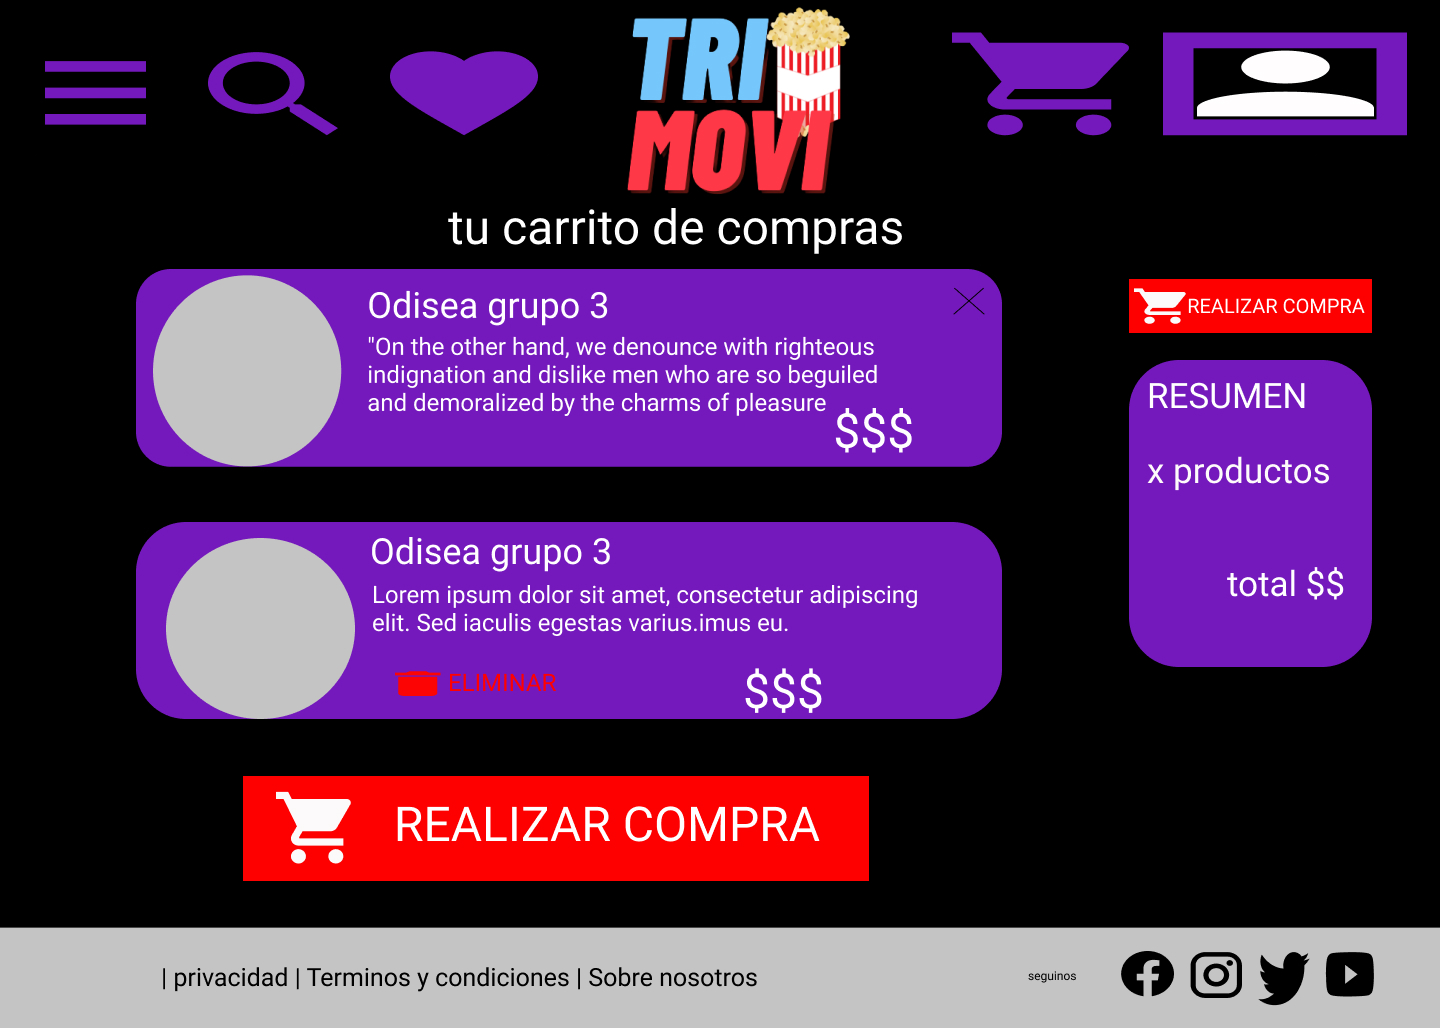 TRI
MOVI
tu carrito de compras
Odisea grupo 3
"On the other hand, we denounce with righteous
indignation and dislike men who are so beguiled
and demoralized by the charms of pleasure
$$$
REALIZAR COMPRA
RESUMEN
x productos
total $$
Odisea grupo 3
Lorem ipsum dolor sit amet, consectetur adipiscing
elit. Sed iaculis egestas varius.imus eu.
ELIMINAR
$$$
REALIZAR COMPRA
| privacidad | Terminos y condiciones | Sobre nosotros
seguinos